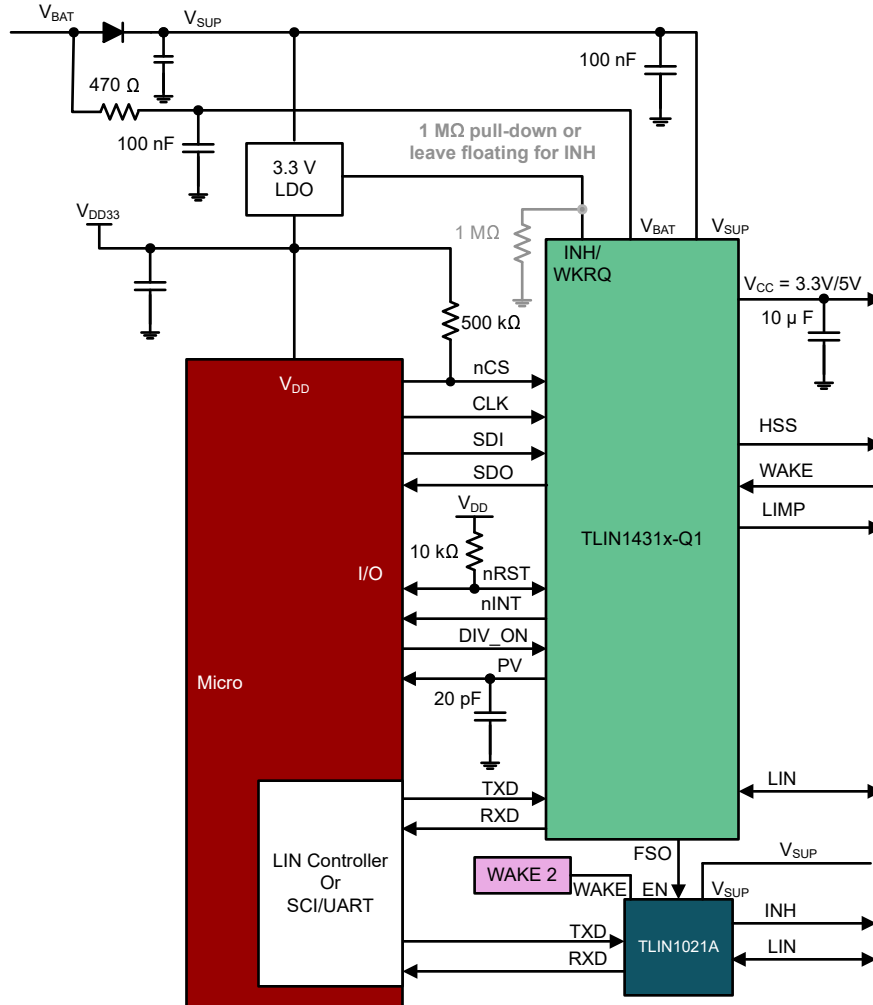 VBAT
VSUP
100 nF
470 Ω
100 nF
1 MΩ pull-down or
leave floating for INH
3.3 V
LDO
VDD33
1 MΩ
VBAT
VSUP
INH/
WKRQ
VCC = 3.3V/5V
10 µ F
500 kΩ
VDD
nCS
CLK
SDI
SDO
HSS
WAKE
LIMP
VDD
10 kΩ
TLIN1431x-Q1
I/O
nRST
nINT
DIV_ON
PV
Micro
20 pF
TXD
RXD
LIN
LIN Controller
Or
SCI/UART
FSO
VSUP
WAKE 2
WAKE
EN
VSUP
INH
TXD
RXD
TLIN1021A
LIN